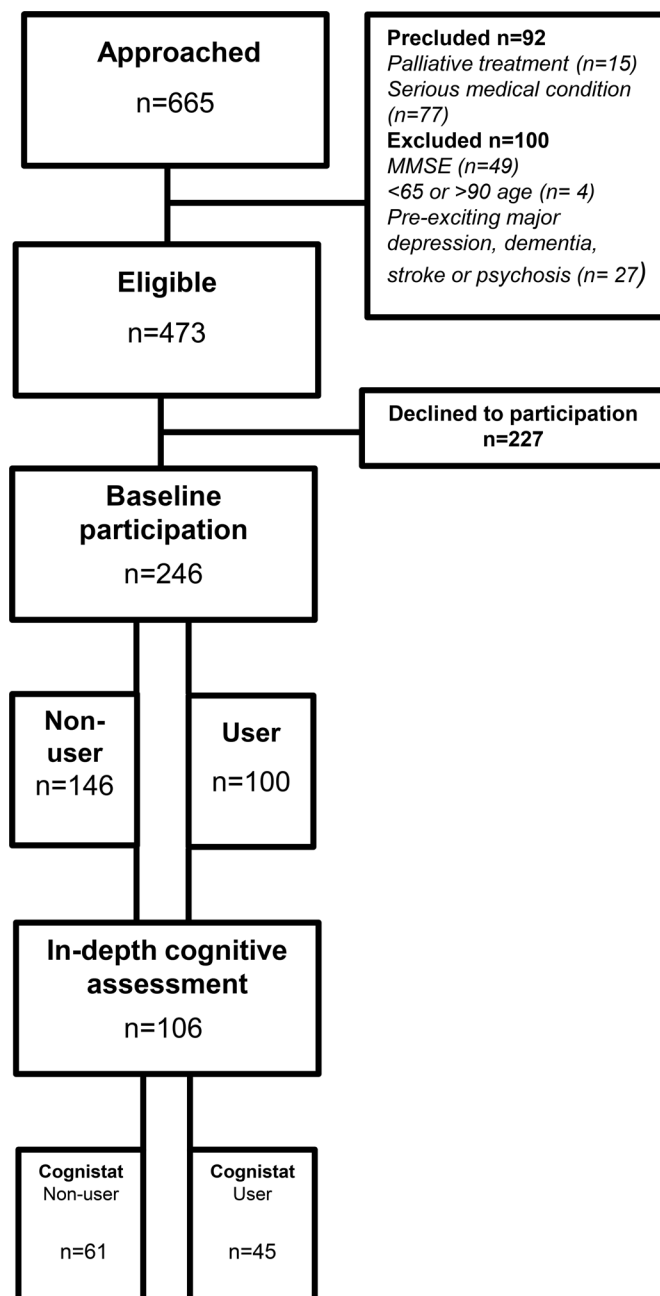 Approached
n=665
Precluded n=92
Palliative treatment (n=15)
Serious medical condition
(n=77)
Excluded n=100
MMSE (n=49)
<65 or >90 age (n= 4)
Pre-exciting major
depression, dementia,
stroke or psychosis (n= 27)
Eligible
n=473
Declined to participation
n=227
Baseline
participation
n=246
Non-
user
n=146
User
n=100
In-depth cognitive
assessment
n=106
Cognistat
Non-user
n=61
Cognistat
User
n=45